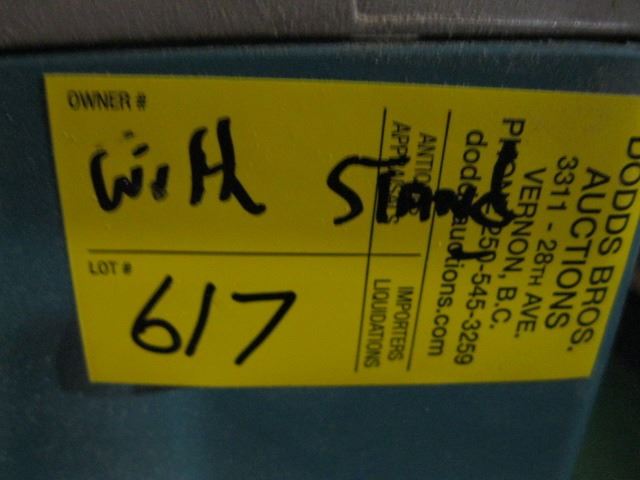 OWNER #
With Stand
LOT #
617
ANTIQUES
APPRAISALS
IMPORTERS
LIQUIDATIONS
DODDS BROS.
AUCTIONS
3311 - 28TH AVE.
VERNON, B.C.
PHONE 250-545-3259
doddsauctions.com